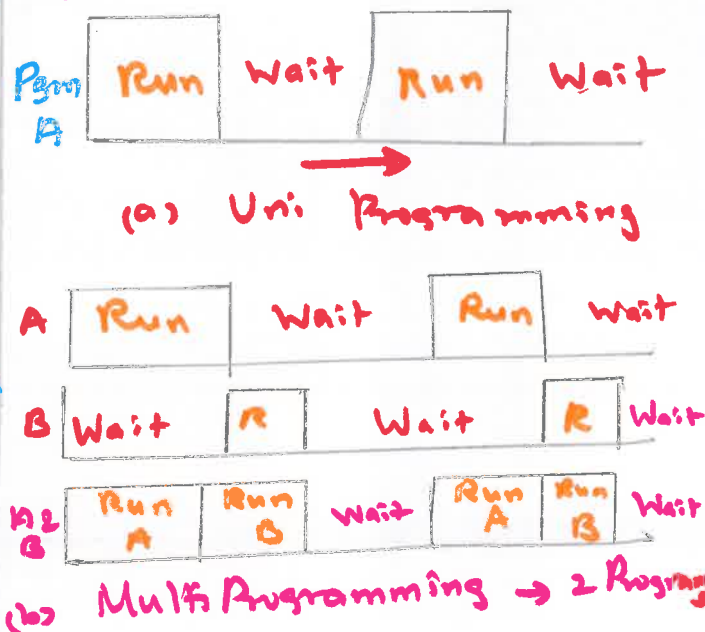 Pgm A Run Wait Run Wait
(a) Uni Programming
A Run Wait Run Wait
B Wait R Wait R Wait
A & B Run A Run B Wait Run A Run B Wait
(b) Multi Programming → 2 Program